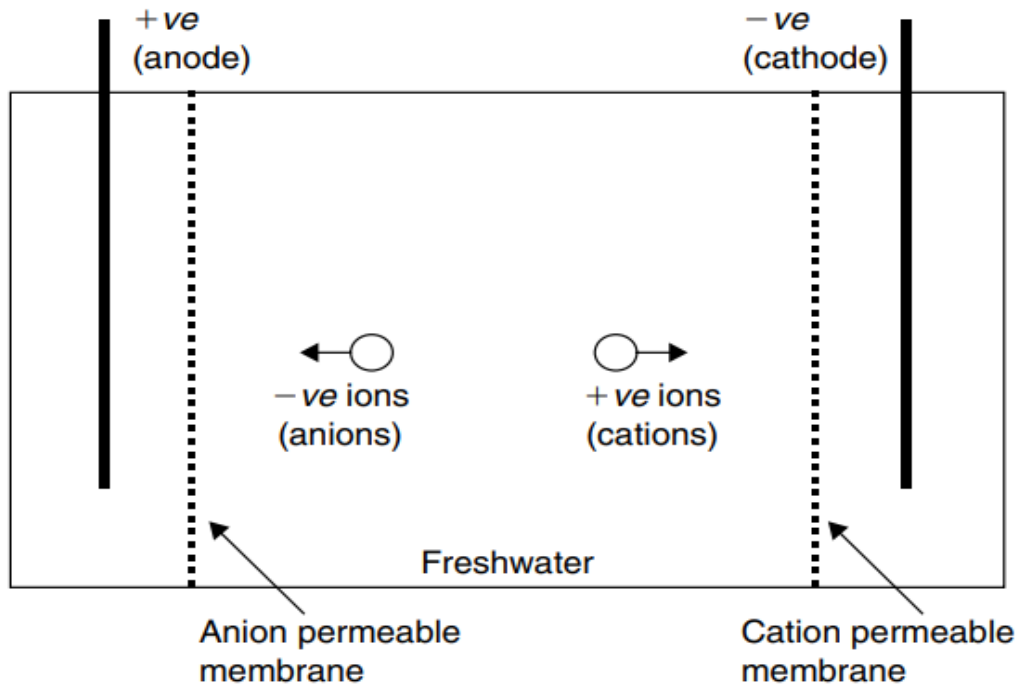 +ve
(anode)
−ve
(cathode)
−ve ions
(anions)
+ve ions
(cations)
Freshwater
Anion permeable
membrane
Cation permeable
membrane